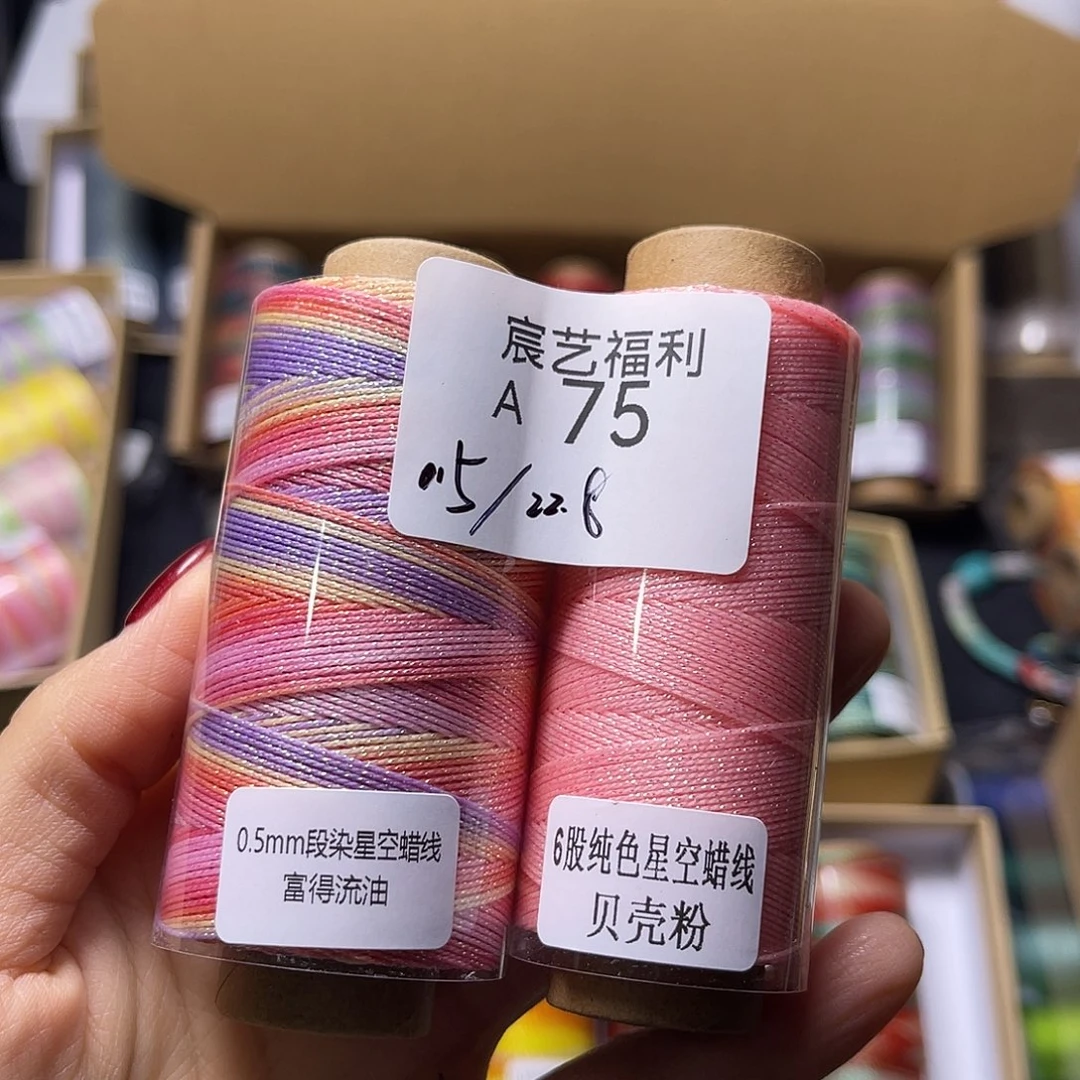 宸艺福利
A 75
05/22.8
0.5mm段染星空蜡线
富得流油
6股纯色星空蜡线
贝壳粉